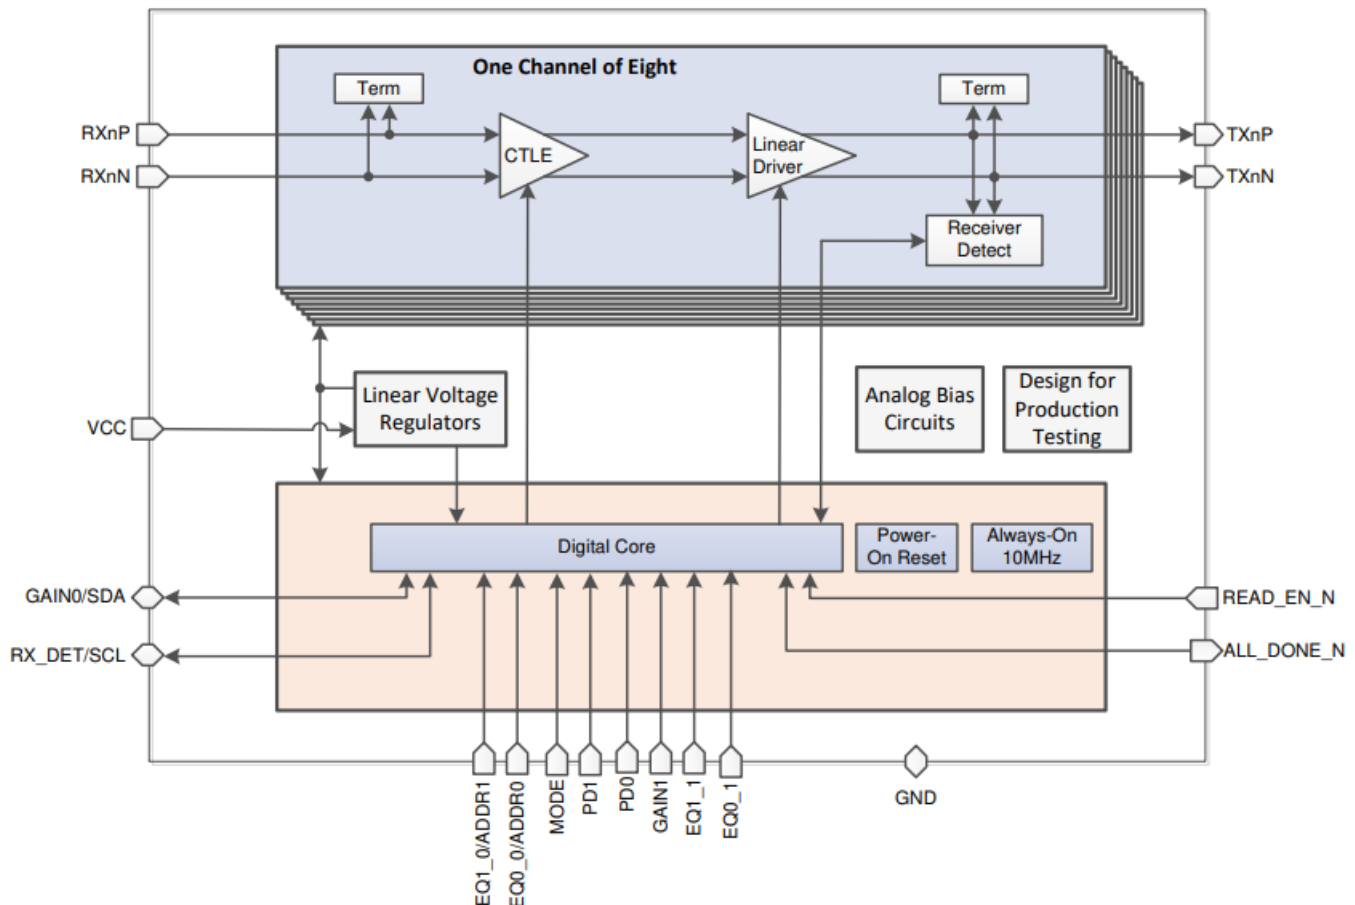 One Channel of Eight
Term
Term
RXnP
TXnP
CTLE
Linear
Driver
RXnN
TXnN
Receiver
Detect
Linear Voltage
Regulators
Analog Bias
Circuits
Design for
Production
Testing
VCC
Digital Core
Power-
On Reset
Always-On
10MHz
GAIN0/SDA
READ_EN_N
RX_DET/SCL
ALL_DONE_N
EQ1_0/ADDR1
EQ0_0/ADDR0
MODE
PD1
PD0
GAIN1
EQ1_1
EQ0_1
GND